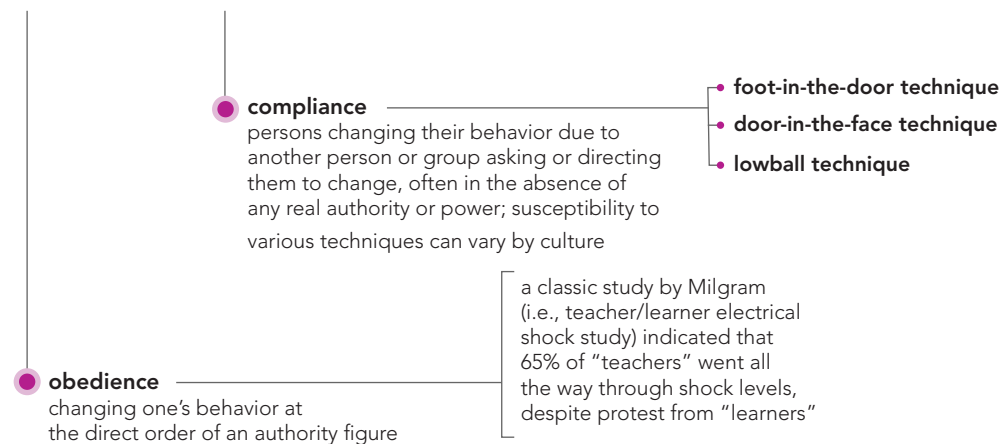 compliance
persons changing their behavior due to
another person or group asking or directing
them to change, often in the absence of
any real authority or power; susceptibility to
various techniques can vary by culture
foot-in-the-door technique
door-in-the-face technique
lowball technique
obedience
changing one’s behavior at
the direct order of an authority figure
a classic study by Milgram
(i.e., teacher/learner electrical
shock study) indicated that
65% of “teachers” went all
the way through shock levels,
despite protest from “learners”